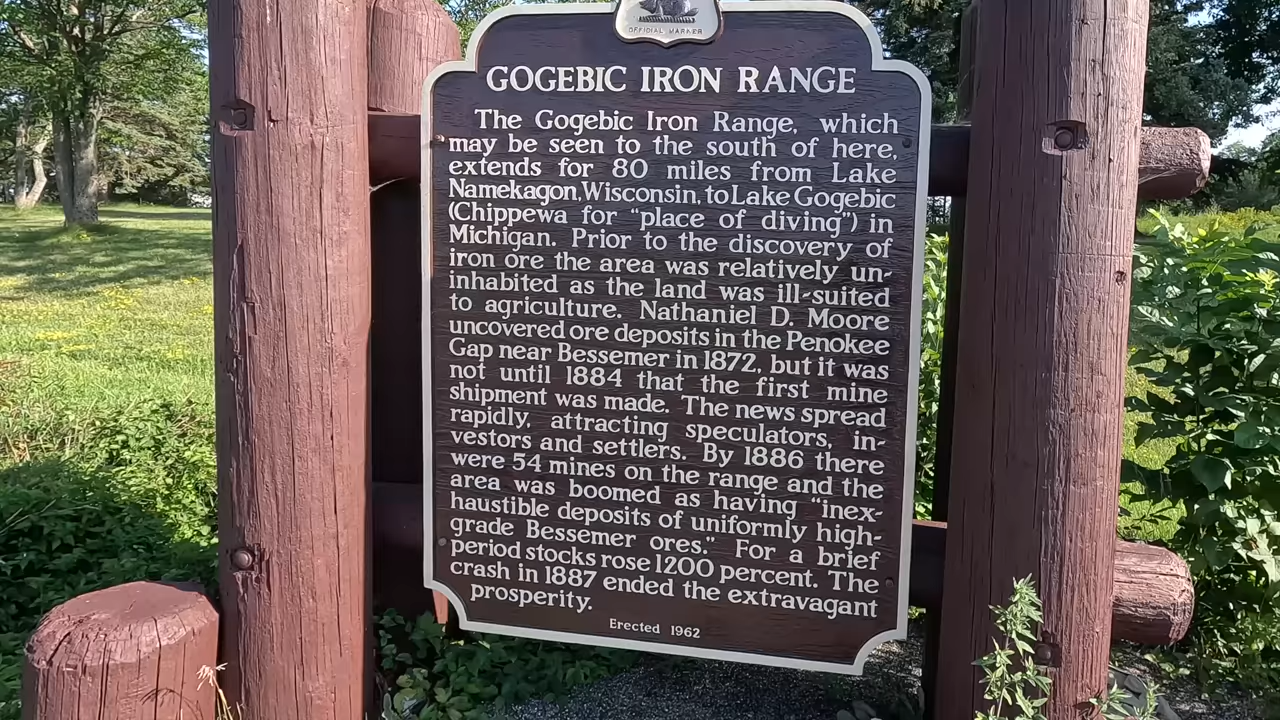 OFFICIAL MARKER
GOGEBIC IRON RANGE
The Gogebic Iron Range, which
may be seen to the south of here,
extends for 80 miles from Lake
Namekagon, Wisconsin, to Lake Gogebic
(Chippewa for "place of diving") in
Michigan. Prior to the discovery of
iron ore the area was relatively un-
inhabited as the land was ill-suited
to agriculture. Nathaniel D. Moore
uncovered ore deposits in the Penokee
Gap near Bessemer in 1872, but it was
not until 1884 that the first mine
shipment was made. The news spread
rapidly, attracting speculators, in-
vestors and settlers. By 1886 there
were 54 mines on the range and the
area was boomed as having "inex-
haustible deposits of uniformly high-
grade Bessemer ores." For a brief
period stocks rose 1200 percent. The
crash in 1887 ended the extravagant
prosperity.
Erected 1962